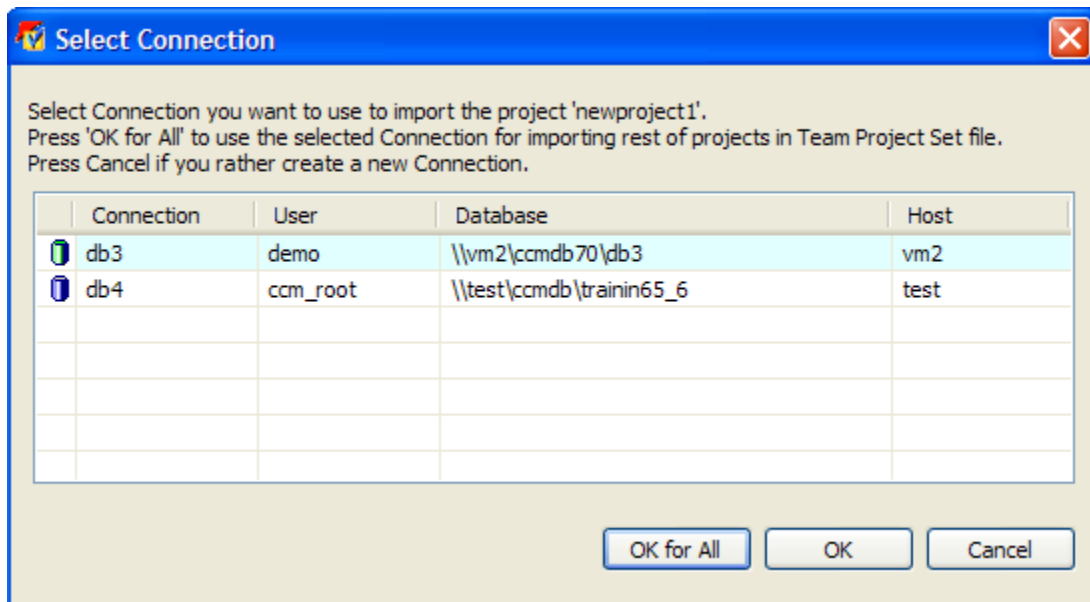 Select Connection
Select Connection you want to use to import the project 'newproject1'.
Press 'OK for All' to use the selected Connection for importing rest of projects in Team Project Set file.
Press Cancel if you rather create a new Connection.
Connection User Database Host
db3 demo \\vm2\ccmdb70\db3 vm2
db4 ccm_root \\test\ccmdb\trainin65_6 test
OK for All OK Cancel